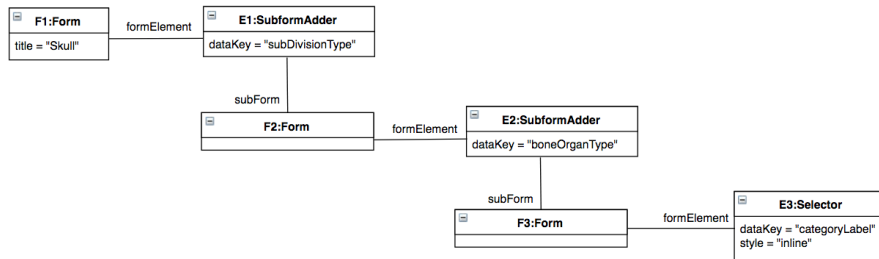 F1:Form
title = "Skull"
formElement
E1:SubformAdder
dataKey = "subDivisionType"
subForm
F2:Form
formElement
E2:SubformAdder
dataKey = "boneOrganType"
subForm
F3:Form
formElement
E3:Selector
dataKey = "categoryLabel"
style = "inline"